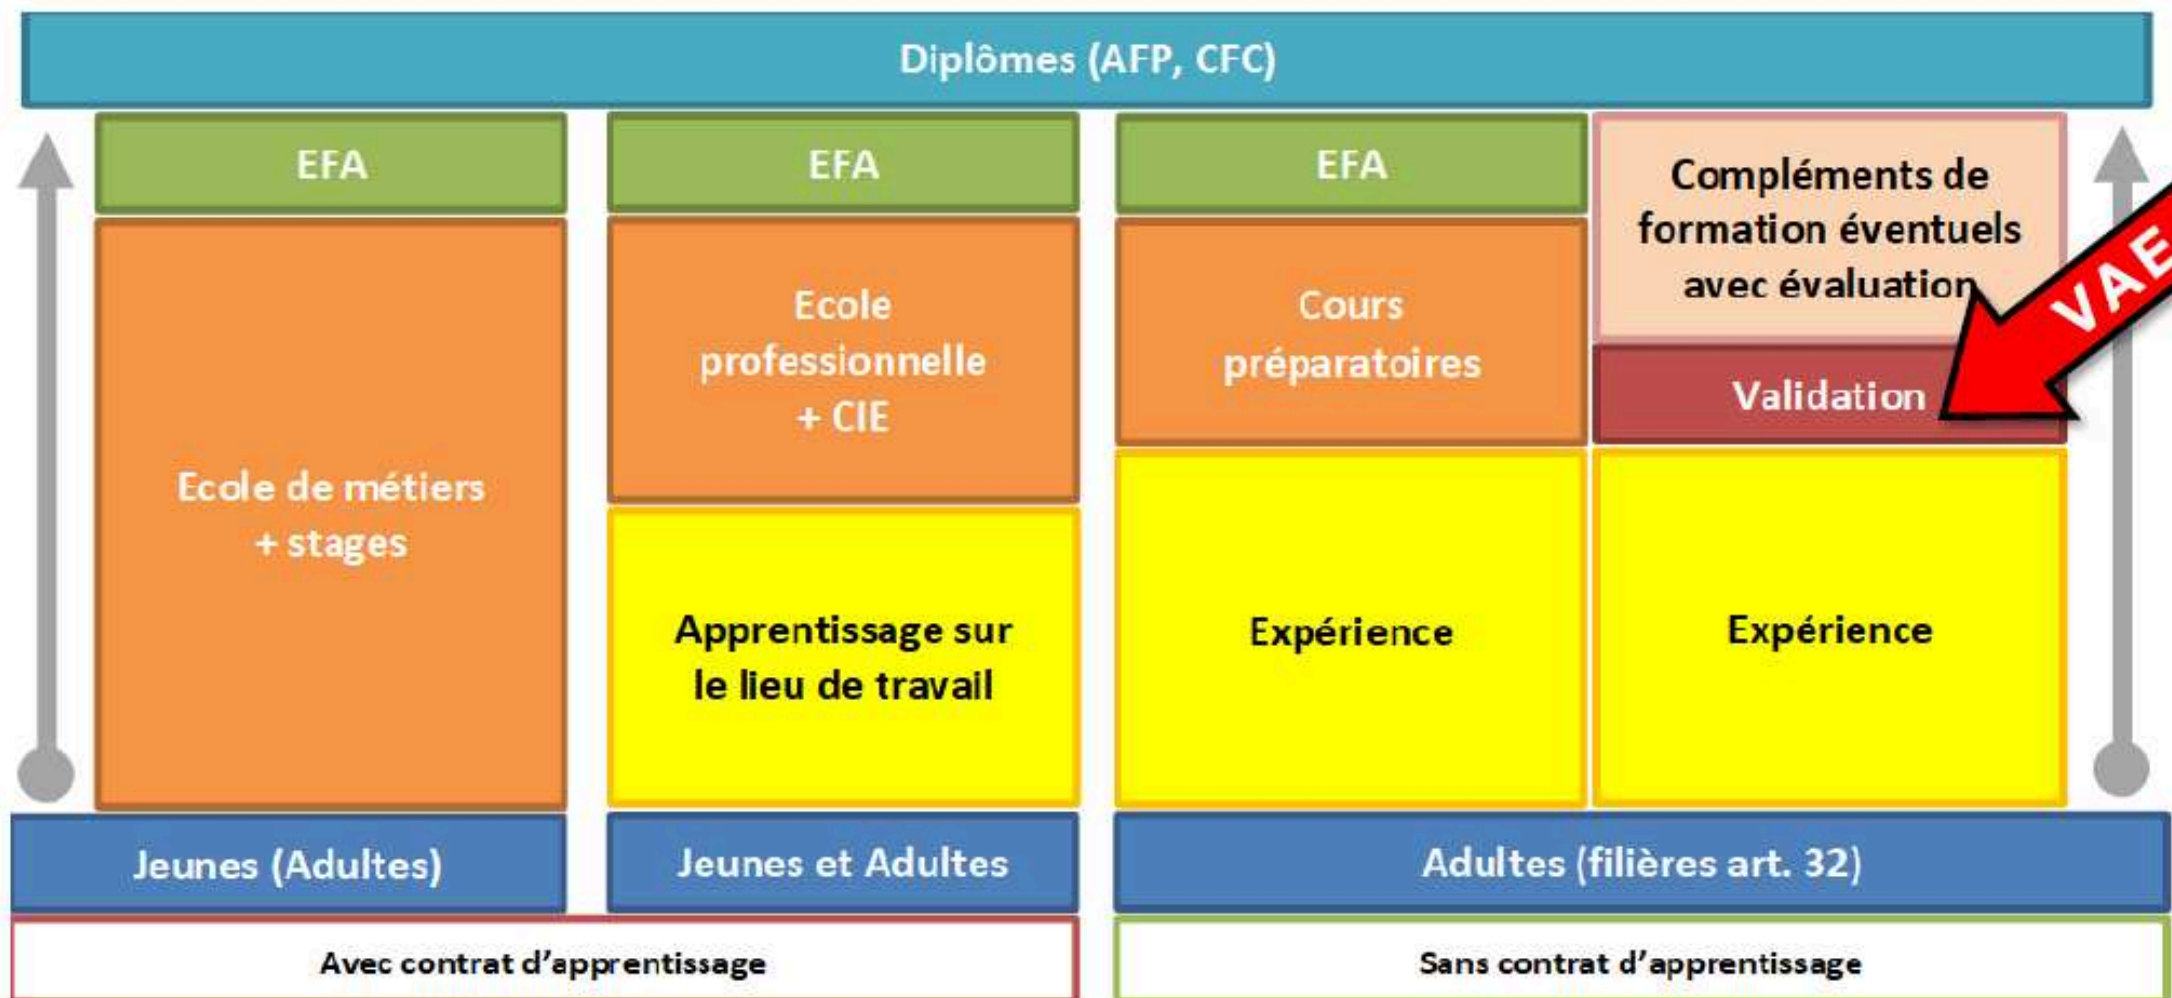 Diplômes (AFP, CFC)
EFA
Ecole de métiers
+ stages
Jeunes (Adultes)
EFA
Ecole
professionnelle
+ CIE
Apprentissage sur
le lieu de travail
Jeunes et Adultes
Avec contrat d'apprentissage
EFA
Cours
préparatoires
Expérience
Compléments de
formation éventuels
avec évaluation
VAE
Validation
Expérience
Adultes (filières art. 32)
Sans contrat d'apprentissage